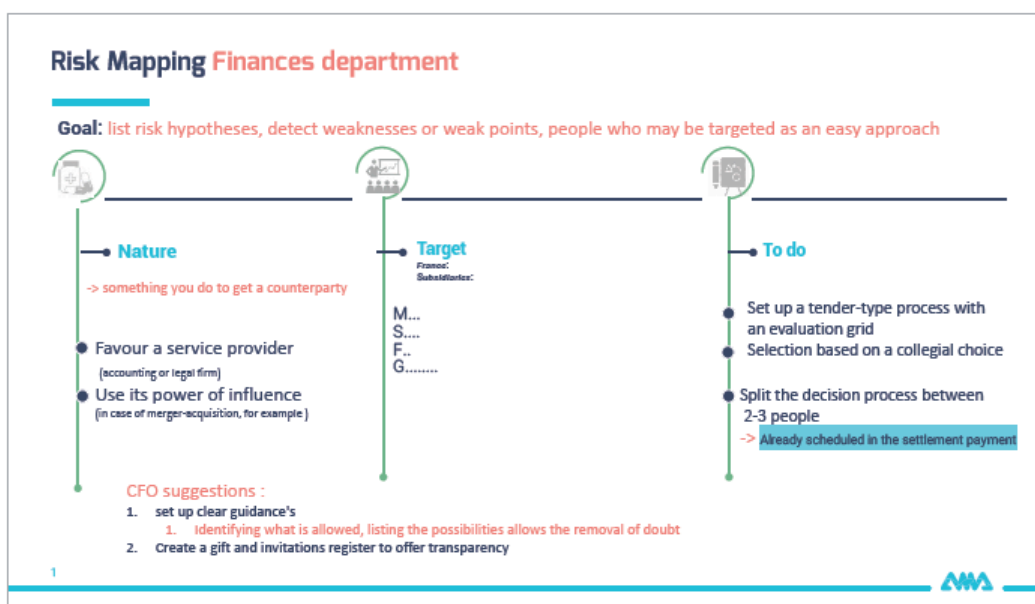 Risk Mapping Finances department
Goal: list risk hypotheses, detect weaknesses or weak points, people who may be targeted as an easy approach
Nature
-> something you do to get a counterparty
Favour a service provider
(accounting or legal firm)
Use its power of influence
(in case of merger-acquisition, for example )
Target
France:
Subsidiaries:
M...
S....
F..
G........
To do
Set up a tender-type process with
an evaluation grid
Selection based on a collegial choice
Split the decision process between
2-3 people
-> Already scheduled in the settlement payment
CFO suggestions :
1. set up clear guidance's
1. Identifying what is allowed, listing the possibilities allows the removal of doubt
2. Create a gift and invitations register to offer transparency
1